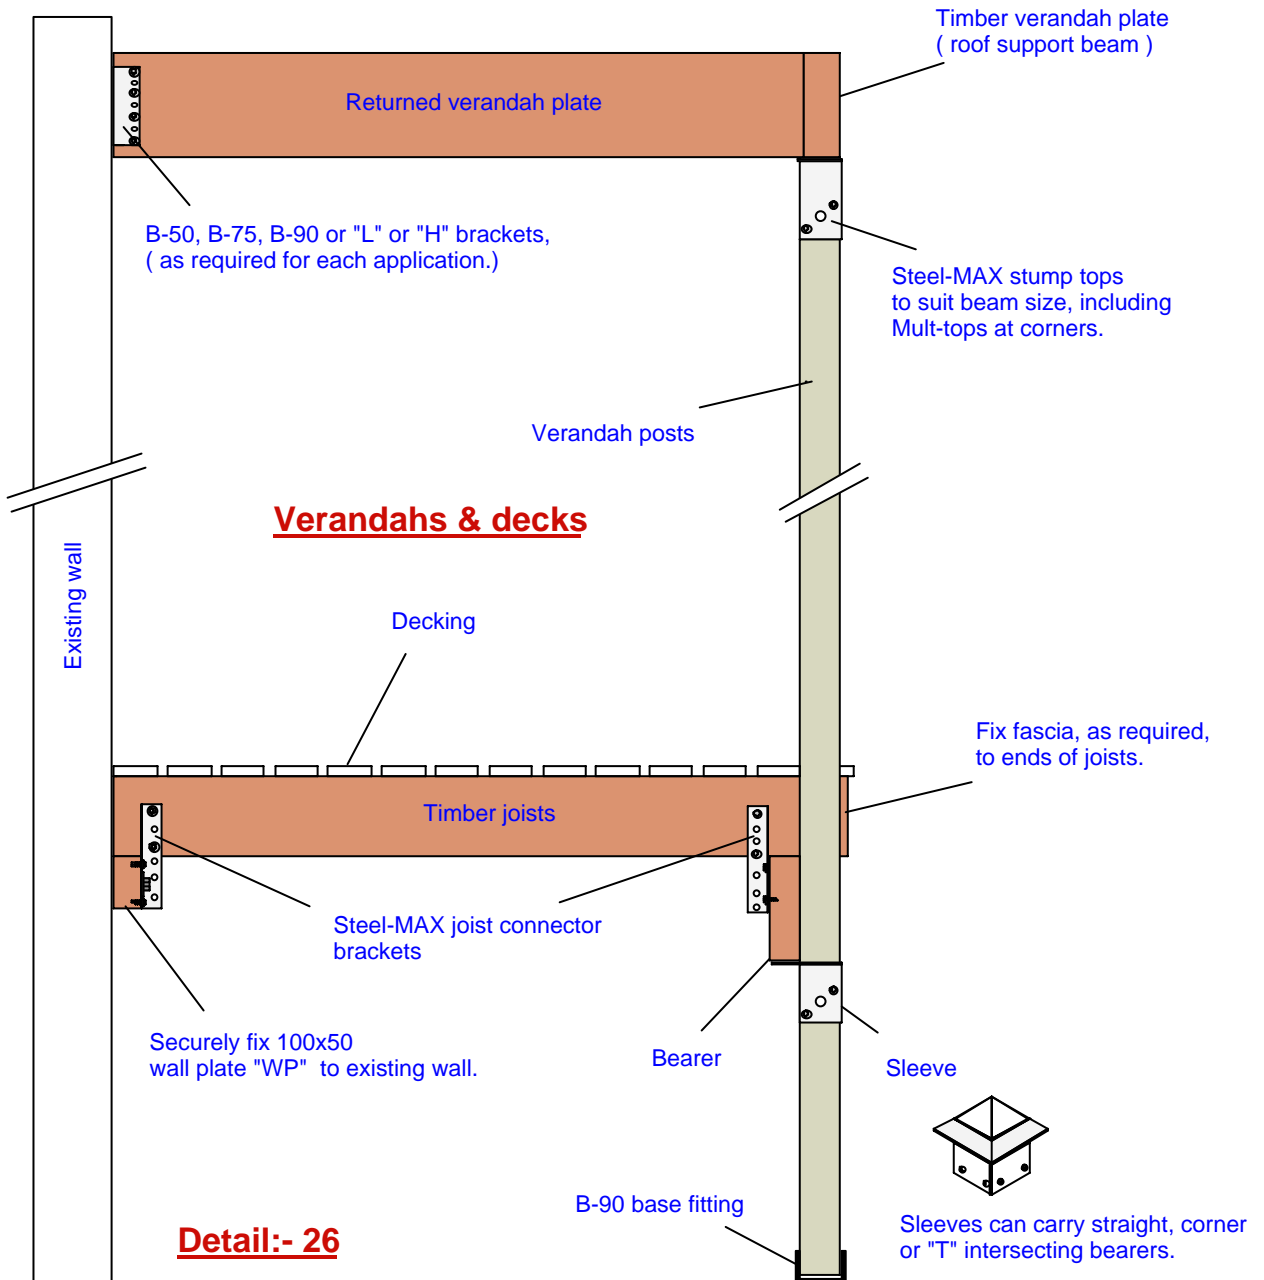 Timber verandah plate
( roof support beam )
Returned verandah plate
B-50, B-75, B-90 or "L" or "H" brackets,
( as required for each application.)
Steel-MAX stump tops
to suit beam size, including
Mult-tops at corners.
Verandah posts
Verandahs & decks
Existing wall
Decking
Fix fascia, as required,
to ends of joists.
Timber joists
Steel-MAX joist connector
brackets
Securely fix 100x50
wall plate "WP" to existing wall.
Bearer
Sleeve
B-90 base fitting
Sleeves can carry straight, corner
or "T" intersecting bearers.
Detail:- 26